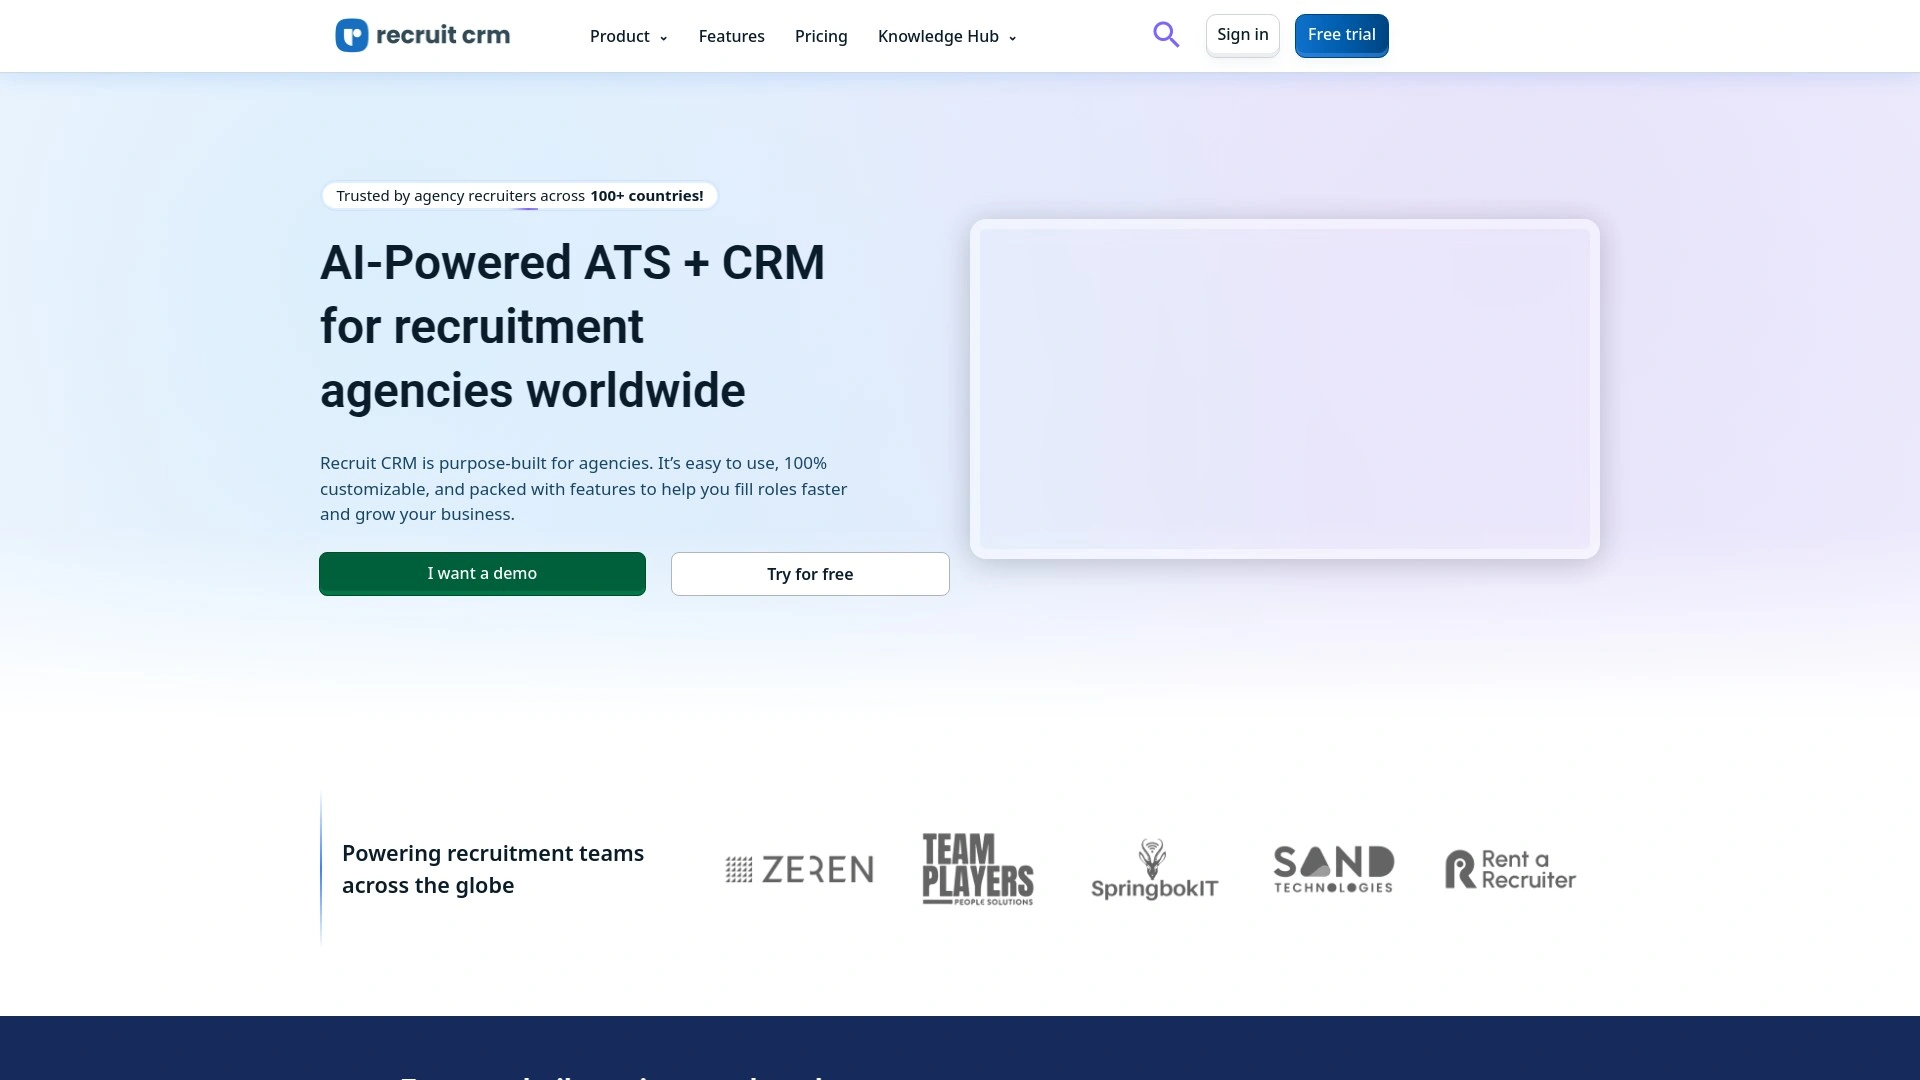 recruit crm
Product
Features
Pricing
Knowledge Hub
Sign in
Free trial
Trusted by agency recruiters across 100+ countries!
AI-Powered ATS + CRM
for recruitment
agencies worldwide
Recruit CRM is purpose-built for agencies. It’s easy to use, 100%
customizable, and packed with features to help you fill roles faster
and grow your business.
I want a demo
Try for free
Powering recruitment teams
across the globe
ZEREN
TEAM
PLAYERS
PEOPLE SOLUTIONS
SpringbokIT
SAND
TECHNOLOGIES
Rent a
Recruiter